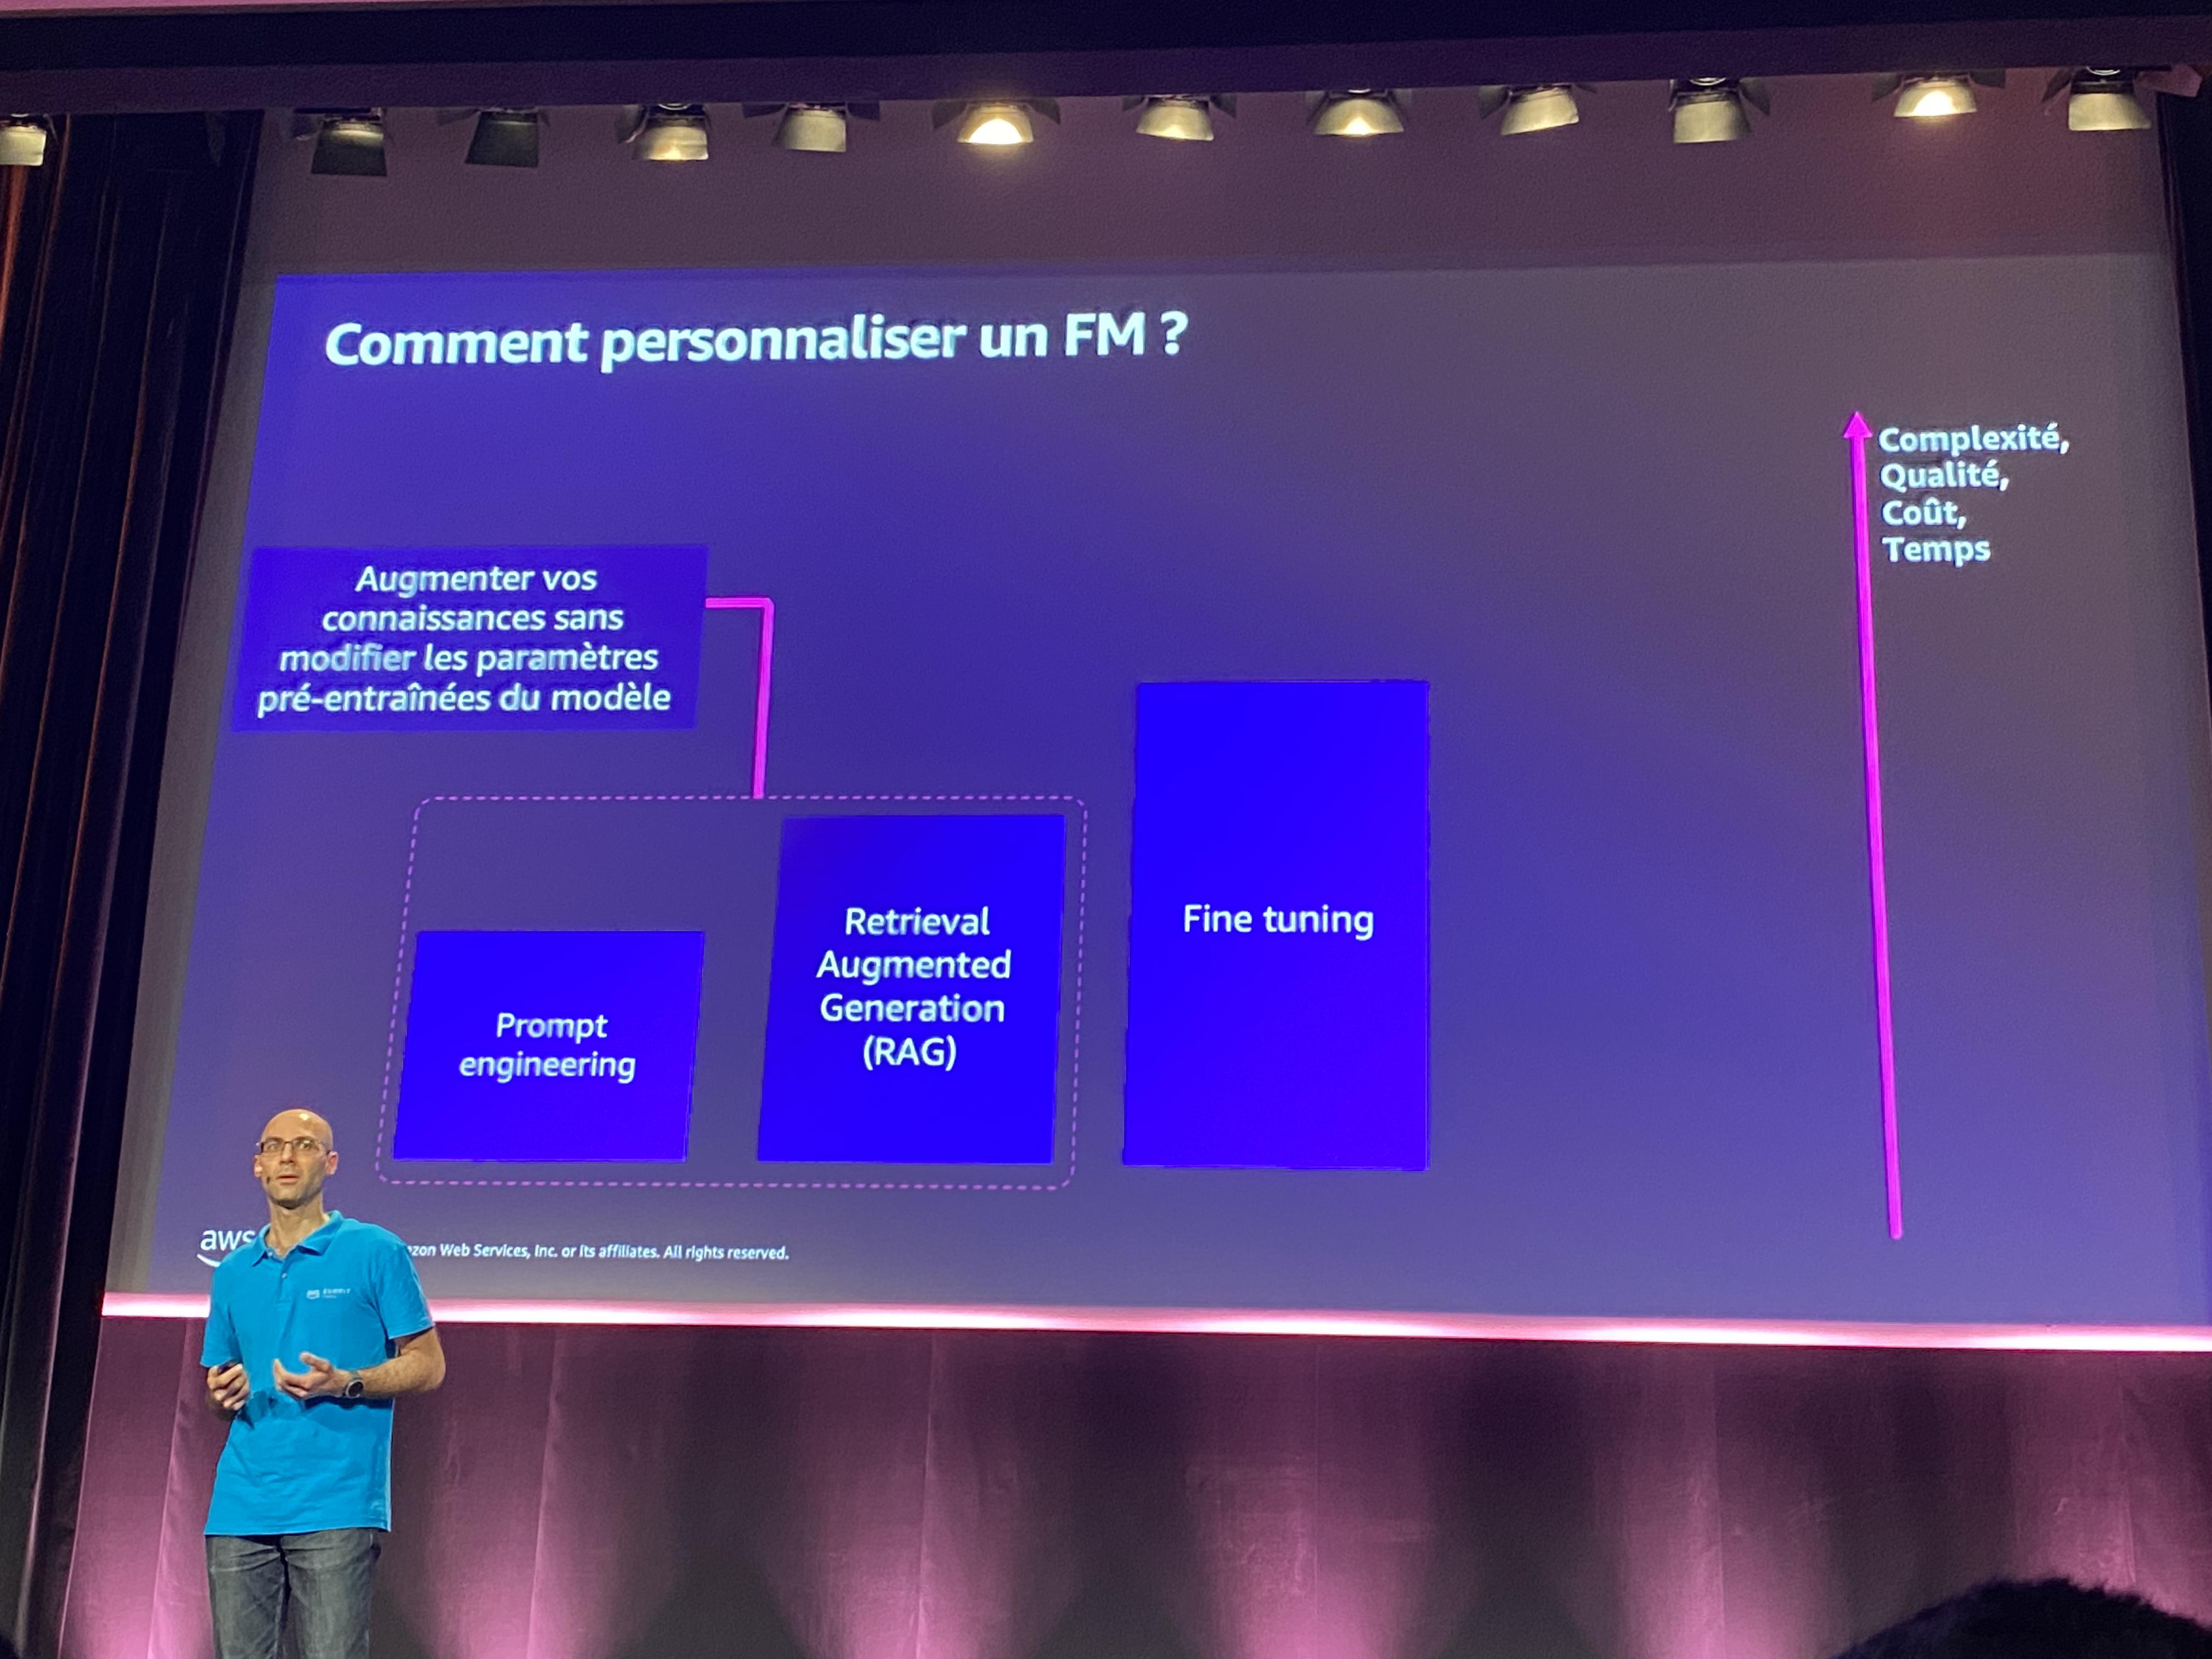 Comment personnaliser un FM ?
Complexité,
Qualité,
Coût,
Temps
Augmenter vos
connaissances sans
modifier les paramètres
pré-entraînées du modèle
Prompt
engineering
Retrieval
Augmented
Generation
(RAG)
Fine tuning
aws
zon Web Services, Inc. or its affiliates. All rights reserved.
aws